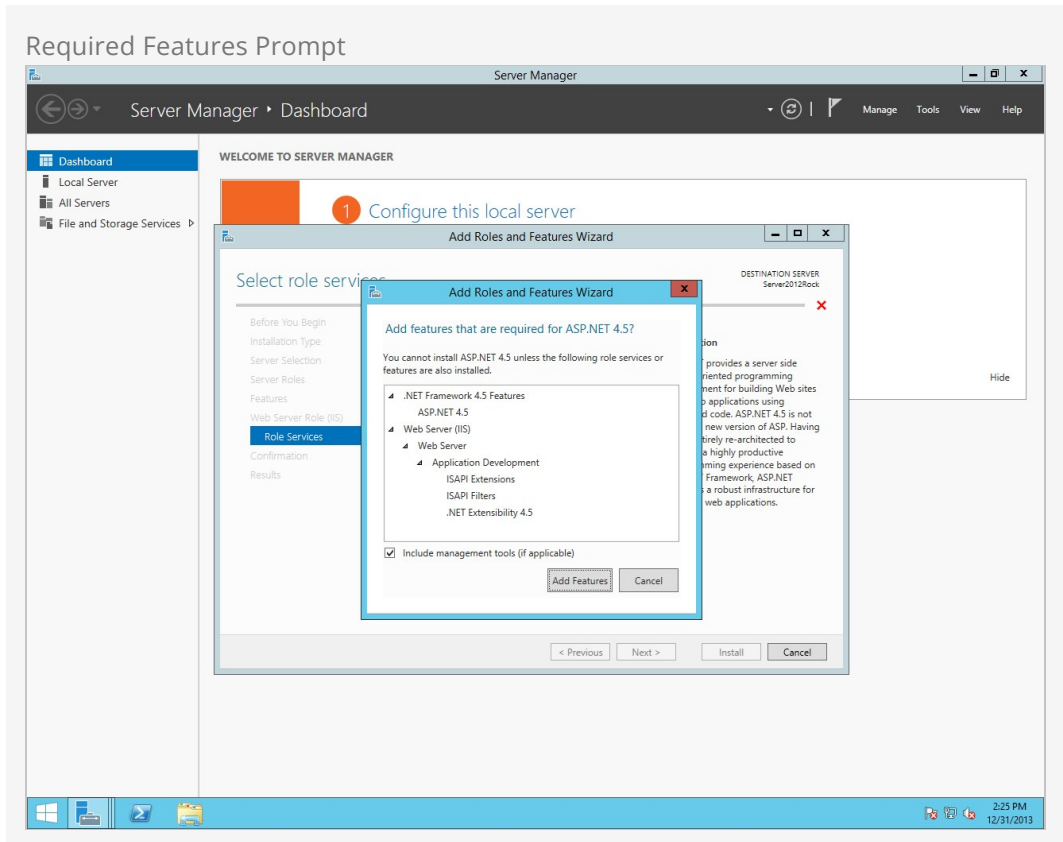 Required Features Prompt
Server Manager
Server Manager • Dashboard
Manage Tools View Help
Dashboard
Local Server
All Servers
File and Storage Services
WELCOME TO SERVER MANAGER
1 Configure this local server
Hide
Add Roles and Features Wizard
Select role services
DESTINATION SERVER
Server2012Rock
Before You Begin
Installation Type
Server Selection
Server Roles
Features
Web Server Role (IIS)
Role Services
Confirmation
Results
provides a server side
programming
for building Web sites
applications using
code. ASP.NET 4.5 is not
new version of ASP. Having
re-architected to
a highly productive
experience based on
Framework, ASP.NET
a robust infrastructure for
web applications.
Add Roles and Features Wizard
Add features that are required for ASP.NET 4.5?
You cannot install ASP.NET 4.5 unless the following role services or
features are also installed.
.NET Framework 4.5 Features
ASP.NET 4.5
Web Server (IIS)
Web Server
Application Development
ISAPI Extensions
ISAPI Filters
.NET Extensibility 4.5
Include management tools (if applicable)
Add Features Cancel
< Previous Next > Install Cancel
2:25 PM
12/31/2013